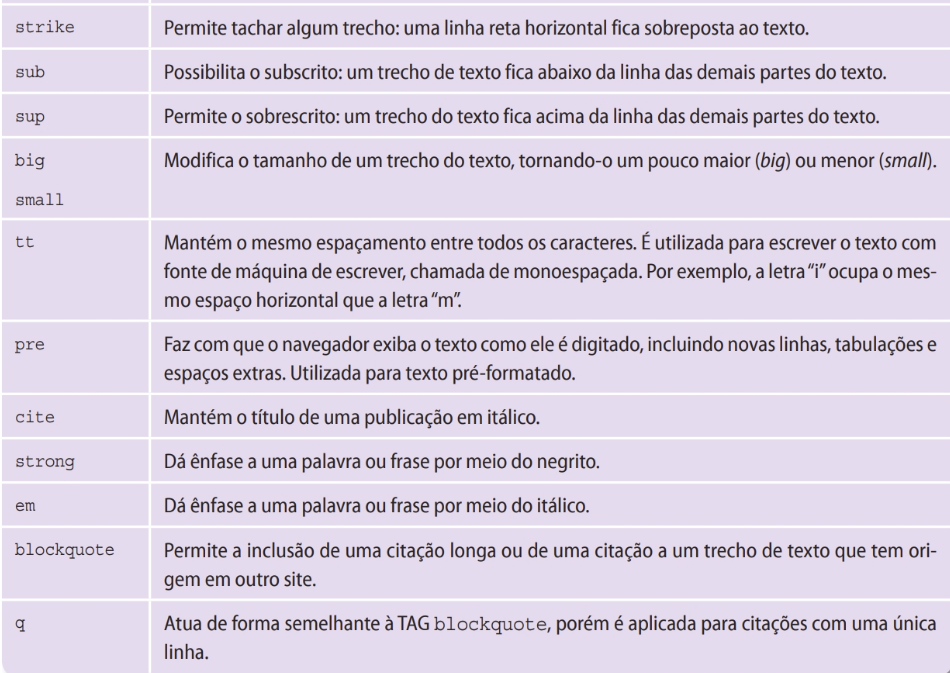 strike Permite tachar algum trecho: uma linha reta horizontal fica sobreposta ao texto.
sub Possibilita o subscrito: um trecho de texto fica abaixo da linha das demais partes do texto.
sup Permite o sobrescrito: um trecho do texto fica acima da linha das demais partes do texto.
big Modifica o tamanho de um trecho do texto, tornando-o um pouco maior (big) ou menor (small).
small
tt Mantém o mesmo espaçamento entre todos os caracteres. É utilizada para escrever o texto com
fonte de máquina de escrever, chamada de monoespaçada. Por exemplo, a letra “i” ocupa o mes-
mo espaço horizontal que a letra “m”.
pre Faz com que o navegador exiba o texto como ele é digitado, incluindo novas linhas, tabulações e
espaços extras. Utilizada para texto pré-formatado.
cite Mantém o título de uma publicação em itálico.
strong Dá ênfase a uma palavra ou frase por meio do negrito.
em Dá ênfase a uma palavra ou frase por meio do itálico.
blockquote Permite a inclusão de uma citação longa ou de uma citação a um trecho de texto que tem ori-
gem em outro site.
q Atua de forma semelhante à TAG blockquote, porém é aplicada para citações com uma única
linha.